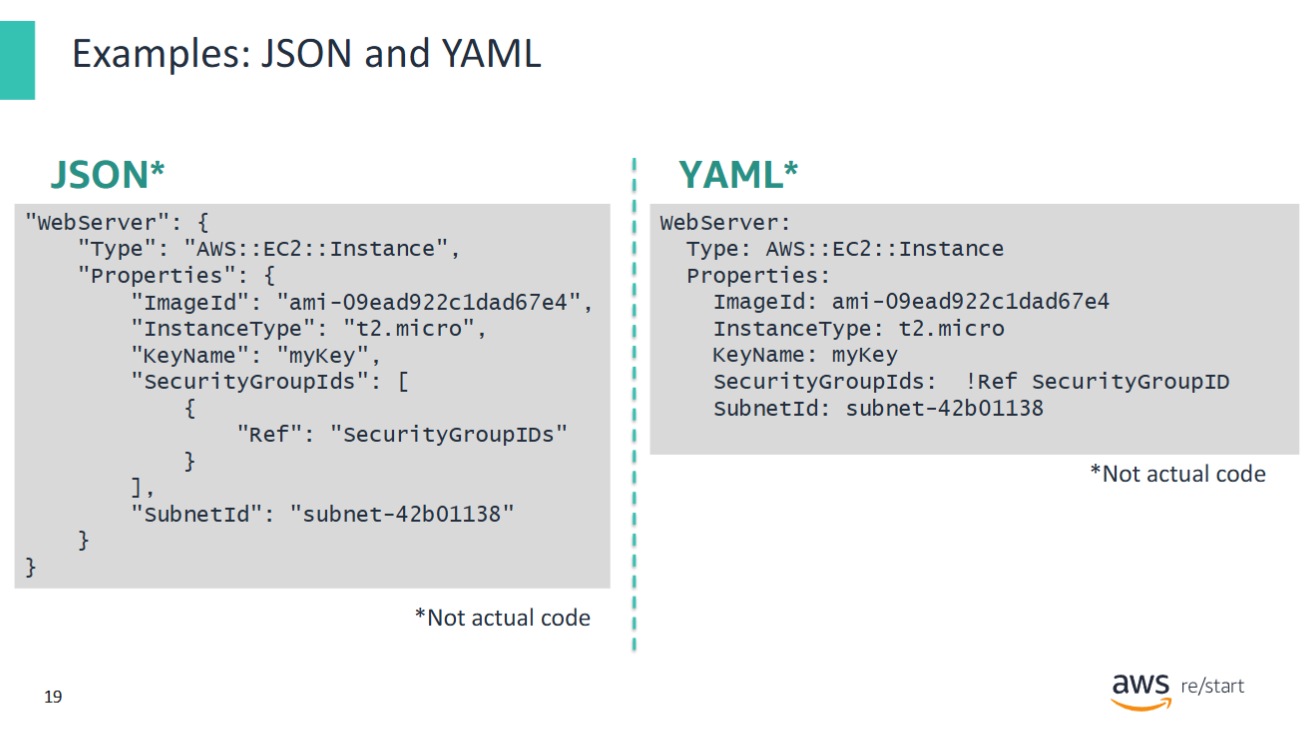 Examples: JSON and YAML
JSON*
"WebServer": {
    "Type": "AWS::EC2::Instance",
    "Properties": {
        "ImageId": "ami-09ead922c1dad67e4",
        "InstanceType": "t2.micro",
        "KeyName": "myKey",
        "SecurityGroupIds": [
            {
                "Ref": "SecurityGroupIDs"
            }
        ],
        "SubnetId": "subnet-42b01138"
    }
}
*Not actual code
YAML*
WebServer:
  Type: AWS::EC2::Instance
  Properties:
    ImageId: ami-09ead922c1dad67e4
    InstanceType: t2.micro
    KeyName: myKey
    SecurityGroupIds:  !Ref SecurityGroupID
    SubnetId: subnet-42b01138
*Not actual code
19
aws re/start